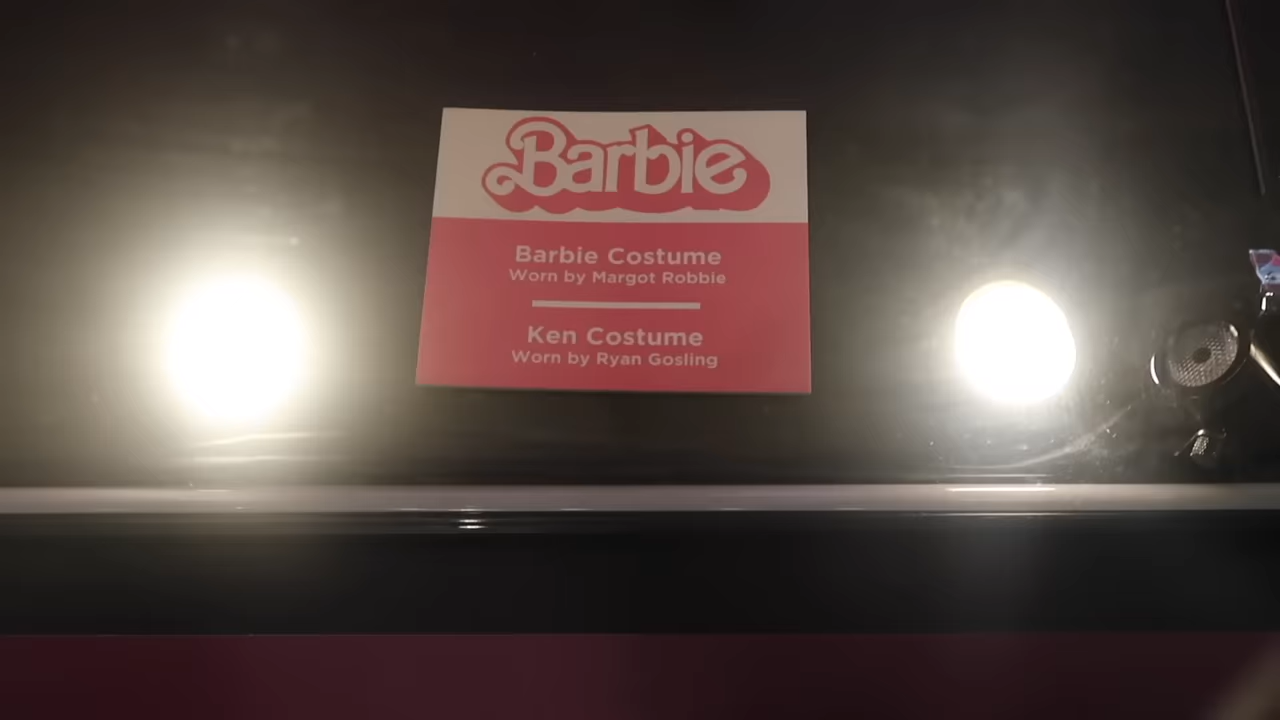 Barbie
Barbie Costume
Worn by Margot Robbie
Ken Costume
Worn by Ryan Gosling